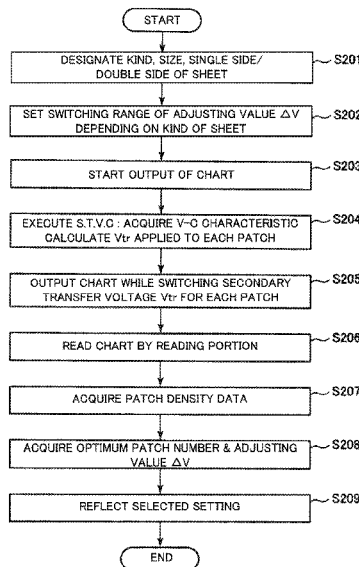 START
DESIGNATE KIND, SIZE, SINGLE SIDE/
DOUBLE SIDE OF SHEET
S201
SET SWITCHING RANGE OF ADJUSTING VALUE △V
DEPENDING ON KIND OF SHEET
S202
START OUTPUT OF CHART
S203
EXECUTE S.T.V.C : ACQUIRE V-C CHARACTERISTIC
CALCULATE Vtr APPLIED TO EACH PATCH
S204
OUTPUT CHART WHILE SWITCHING SECONDARY
TRANSFER VOLTAGE Vtr FOR EACH PATCH
S205
READ CHART BY READING PORTION
S206
ACQUIRE PATCH DENSITY DATA
S207
ACQUIRE OPTIMUM PATCH NUMBER & ADJUSTING
VALUE △V
S208
REFLECT SELECTED SETTING
S209
END